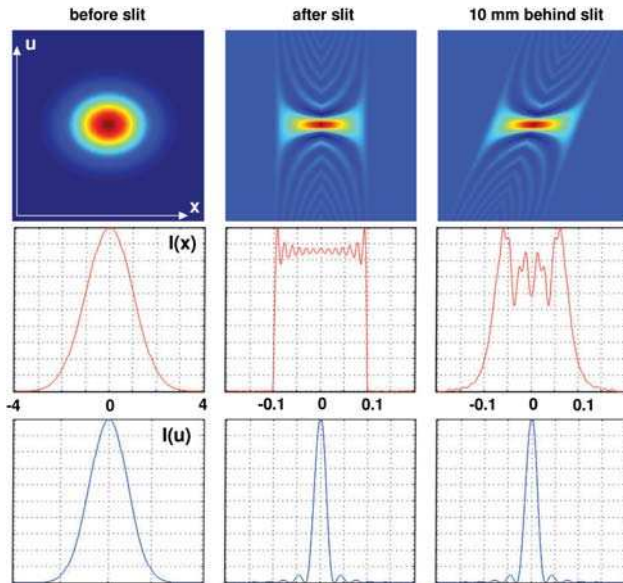 before slit after slit 10 mm behind slit
u
x
I(x)
-4 0 4 -0.1 0 0.1 -0.1 0 0.1
I(u)